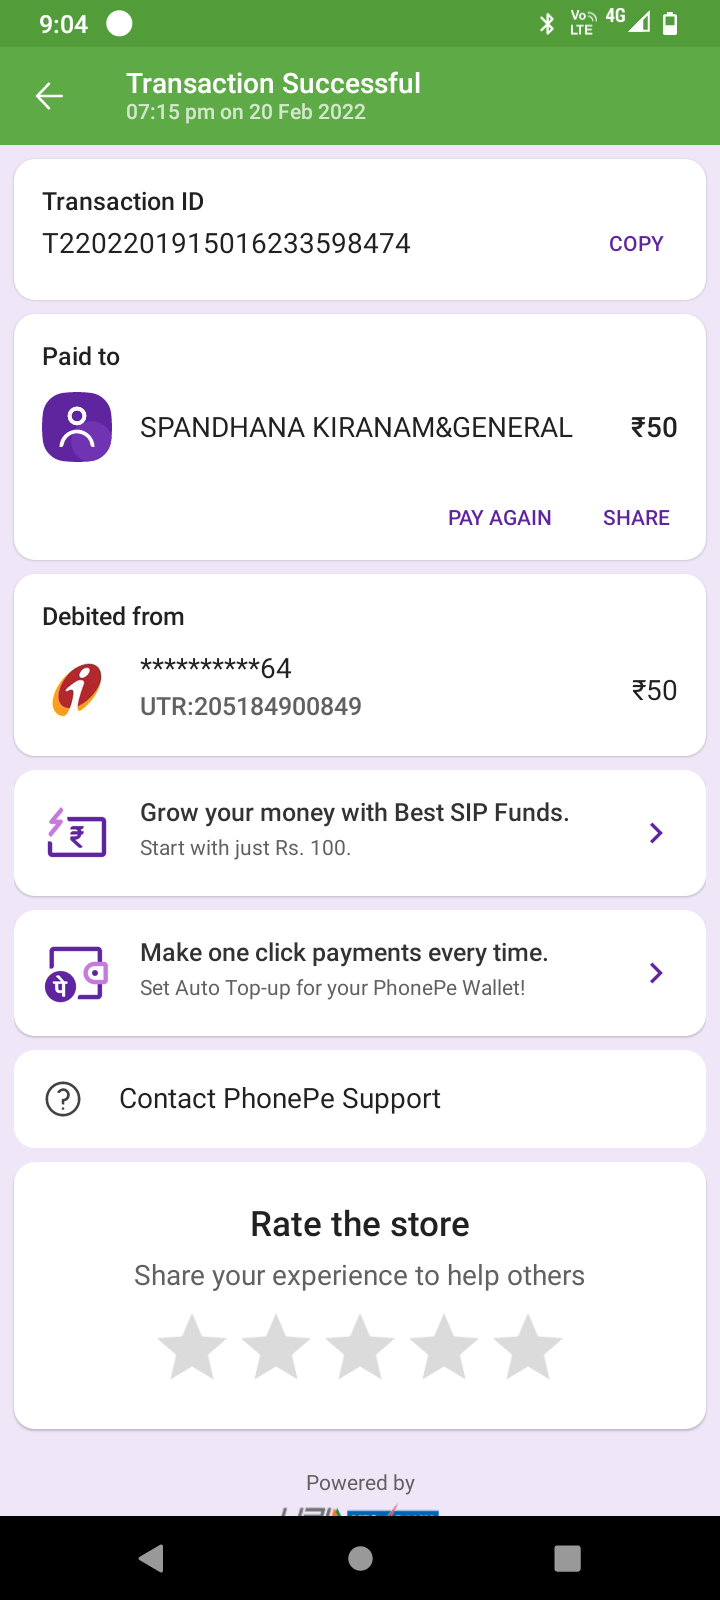 9:04
Vo
LTE
4G
Transaction Successful
07:15 pm on 20 Feb 2022
Transaction ID
T2202201915016233598474
COPY
Paid to
SPANDHANA KIRANAM&GENERAL
₹50
PAY AGAIN
SHARE
Debited from
**********64
UTR:205184900849
₹50
Grow your money with Best SIP Funds.
Start with just Rs. 100.
Make one click payments every time.
पे
Set Auto Top-up for your PhonePe Wallet!
Contact PhonePe Support
Rate the store
Share your experience to help others
Powered by